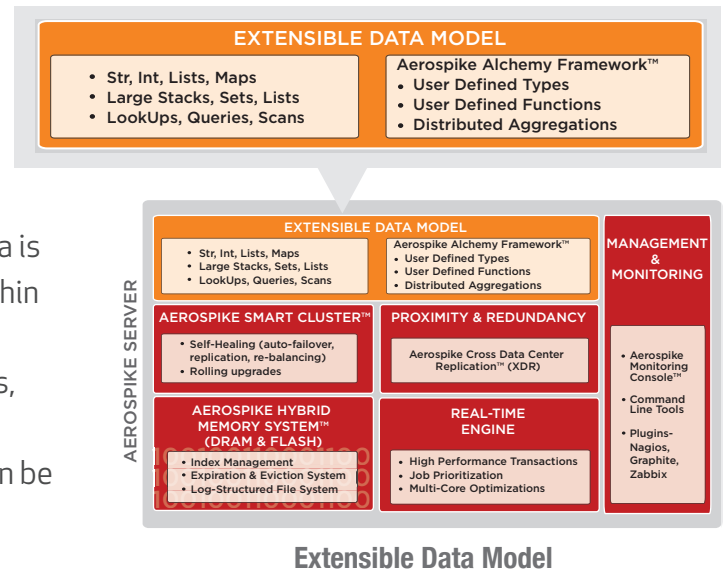 EXTENSIBLE DATA MODEL
• Str, Int, Lists, Maps
• Large Stacks, Sets, Lists
• LookUps, Queries, Scans
Aerospike Alchemy Framework™
• User Defined Types
• User Defined Functions
• Distributed Aggregations
a is
hin
s,
n be
AEROSPIKE SERVER
EXTENSIBLE DATA MODEL
• Str, Int, Lists, Maps
• Large Stacks, Sets, Lists
• LookUps, Queries, Scans
Aerospike Alchemy Framework™
• User Defined Types
• User Defined Functions
• Distributed Aggregations
AEROSPIKE SMART CLUSTER™
• Self-Healing (auto-failover,
replication, re-balancing)
• Rolling upgrades
PROXIMITY & REDUNDANCY
Aerospike Cross Data Center
Replication™ (XDR)
AEROSPIKE HYBRID
MEMORY SYSTEM™
(DRAM & FLASH)
• Index Management
• Expiration & Eviction System
• Log-Structured File System
REAL-TIME
ENGINE
• High Performance Transactions
• Job Prioritization
• Multi-Core Optimizations
MANAGEMENT
&
MONITORING
• Aerospike
Monitoring
Console™
• Command
Line Tools
• Plugins-
Nagios,
Graphite,
Zabbix
Extensible Data Model